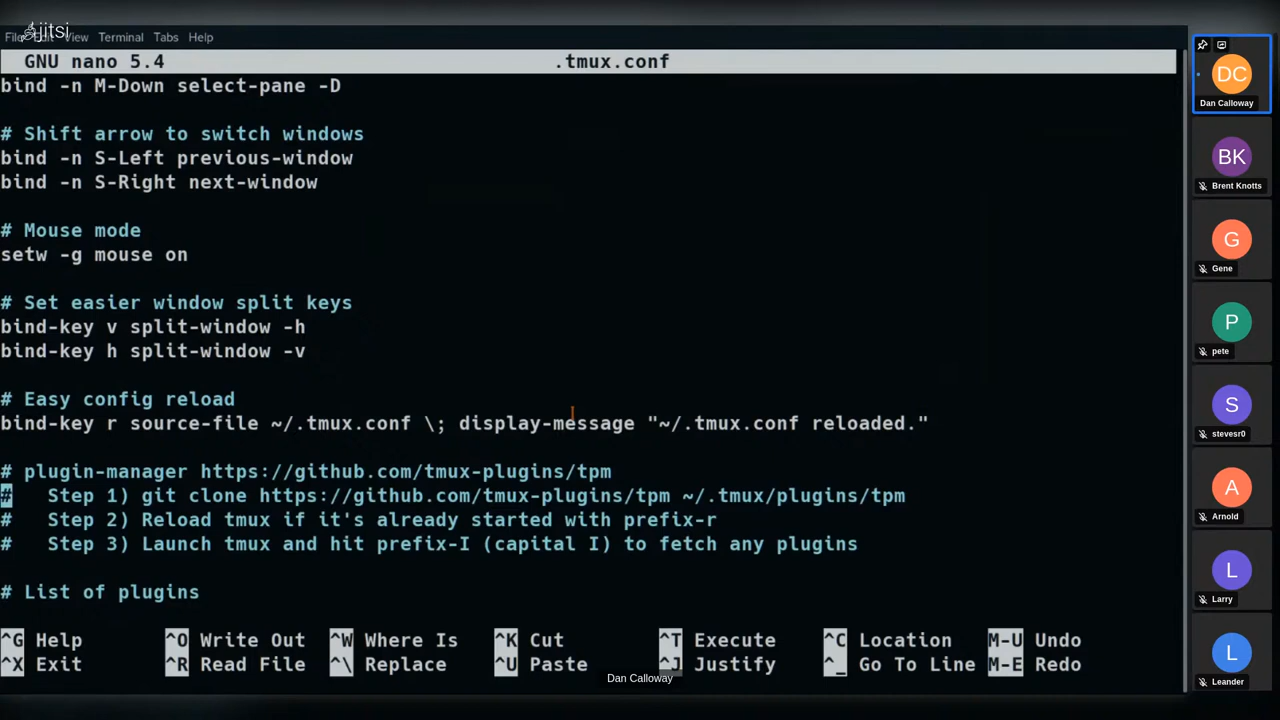 jitsi
File Edit View Terminal Tabs Help
GNU nano 5.4 .tmux.conf
bind -n M-Down select-pane -D
# Shift arrow to switch windows
bind -n S-Left previous-window
bind -n S-Right next-window
# Mouse mode
setw -g mouse on
# Set easier window split keys
bind-key v split-window -h
bind-key h split-window -v
# Easy config reload
bind-key r source-file ~/.tmux.conf \; display-message "~/.tmux.conf reloaded."
# plugin-manager https://github.com/tmux-plugins/tpm
#   Step 1) git clone https://github.com/tmux-plugins/tpm ~/.tmux/plugins/tpm
#   Step 2) Reload tmux if it's already started with prefix-r
#   Step 3) Launch tmux and hit prefix-I (capital I) to fetch any plugins
# List of plugins
^G Help ^O Write Out ^W Where Is ^K Cut ^T Execute ^C Location M-U Undo
^X Exit ^R Read File ^\ Replace ^U Paste ^J Justify ^_ Go To Line M-E Redo
Dan Calloway
DC
Dan Calloway
BK
Brent Knotts
G
Gene
P
pete
S
stevesr0
A
Arnold
L
Larry
L
Leander